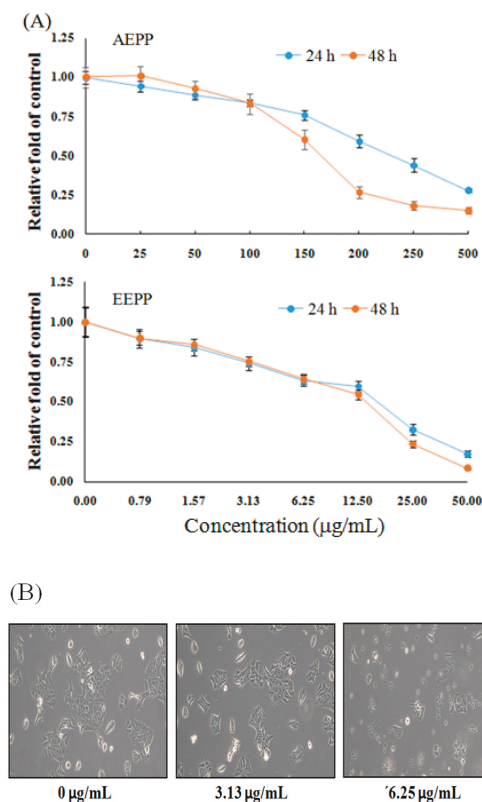 (A)
AEPP
24 h 48 h
Relative fold of control
1.25
1.00
0.75
0.50
0.25
0.00
0 25 50 100 150 200 250 500
EEPP
24 h 48 h
Relative fold of control
1.25
1.00
0.75
0.50
0.25
0.00
0.00 0.79 1.57 3.13 6.25 12.50 25.00 50.00
Concentration (μg/mL)
(B)
0 μg/mL 3.13 μg/mL ´6.25 μg/mL